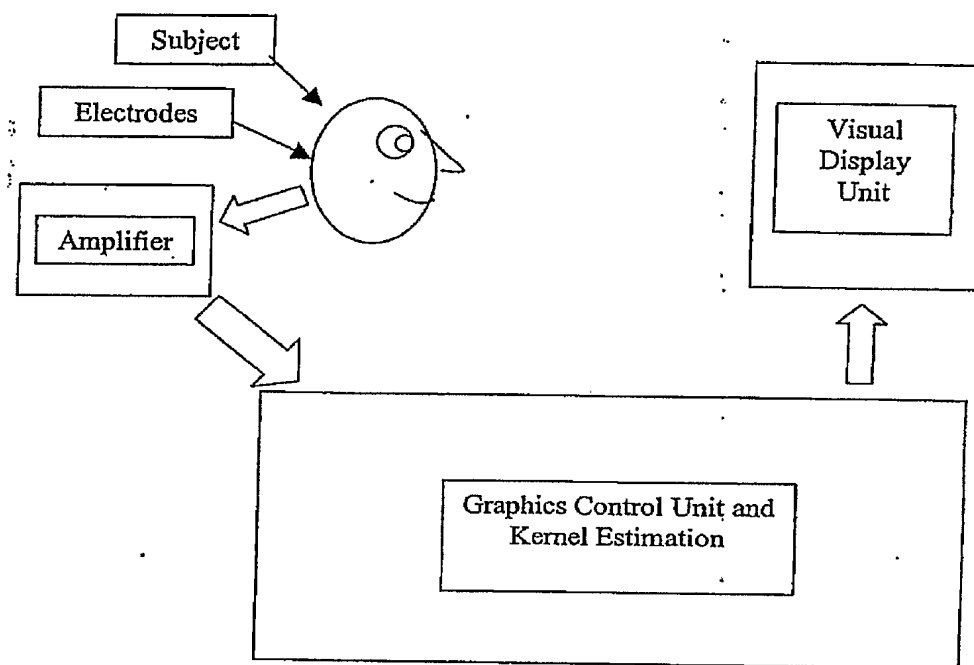 Subject
Electrodes
Amplifier
Visual
Display
Unit
Graphics Control Unit and
Kernel Estimation